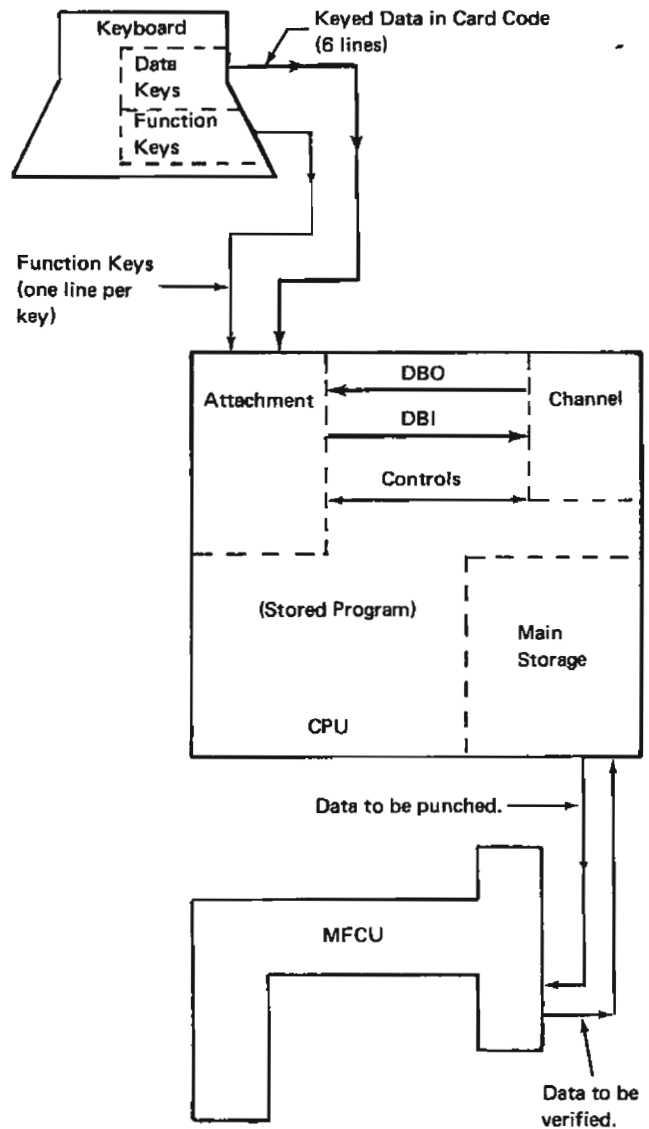 Keyboard
Data
Keys
Function
Keys
Keyed Data in Card Code
(6 lines)
Function Keys
(one line per
key)
Attachment
DBO
DBI
Controls
Channel
(Stored Program)
Main
Storage
CPU
Data to be punched.
MFCU
Data to be
verified.